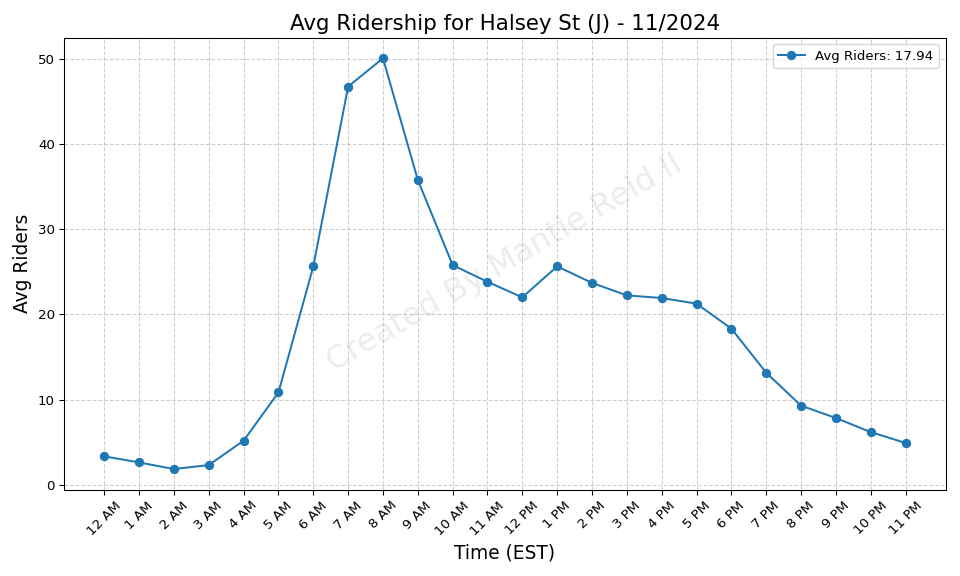 Avg Ridership for Halsey St (J) - 11/2024
Avg Riders: 17.94
50
40
30
20
10
0
Avg Riders
Created By Mantie Reid II
12 AM
1 AM
2 AM
3 AM
4 AM
5 AM
6 AM
7 AM
8 AM
9 AM
10 AM
11 AM
12 PM
1 PM
2 PM
3 PM
4 PM
5 PM
6 PM
7 PM
8 PM
9 PM
10 PM
11 PM
Time (EST)